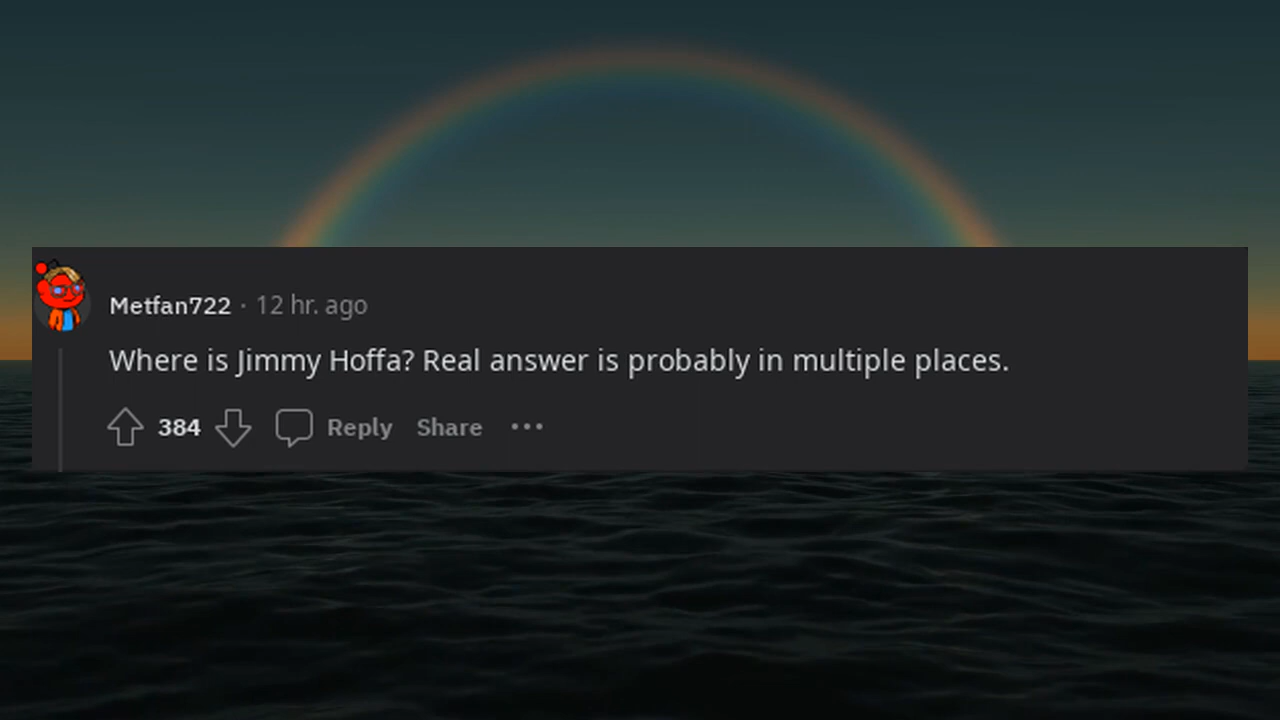 Metfan722 · 12 hr. ago
Where is Jimmy Hoffa? Real answer is probably in multiple places.
384 Reply Share ...